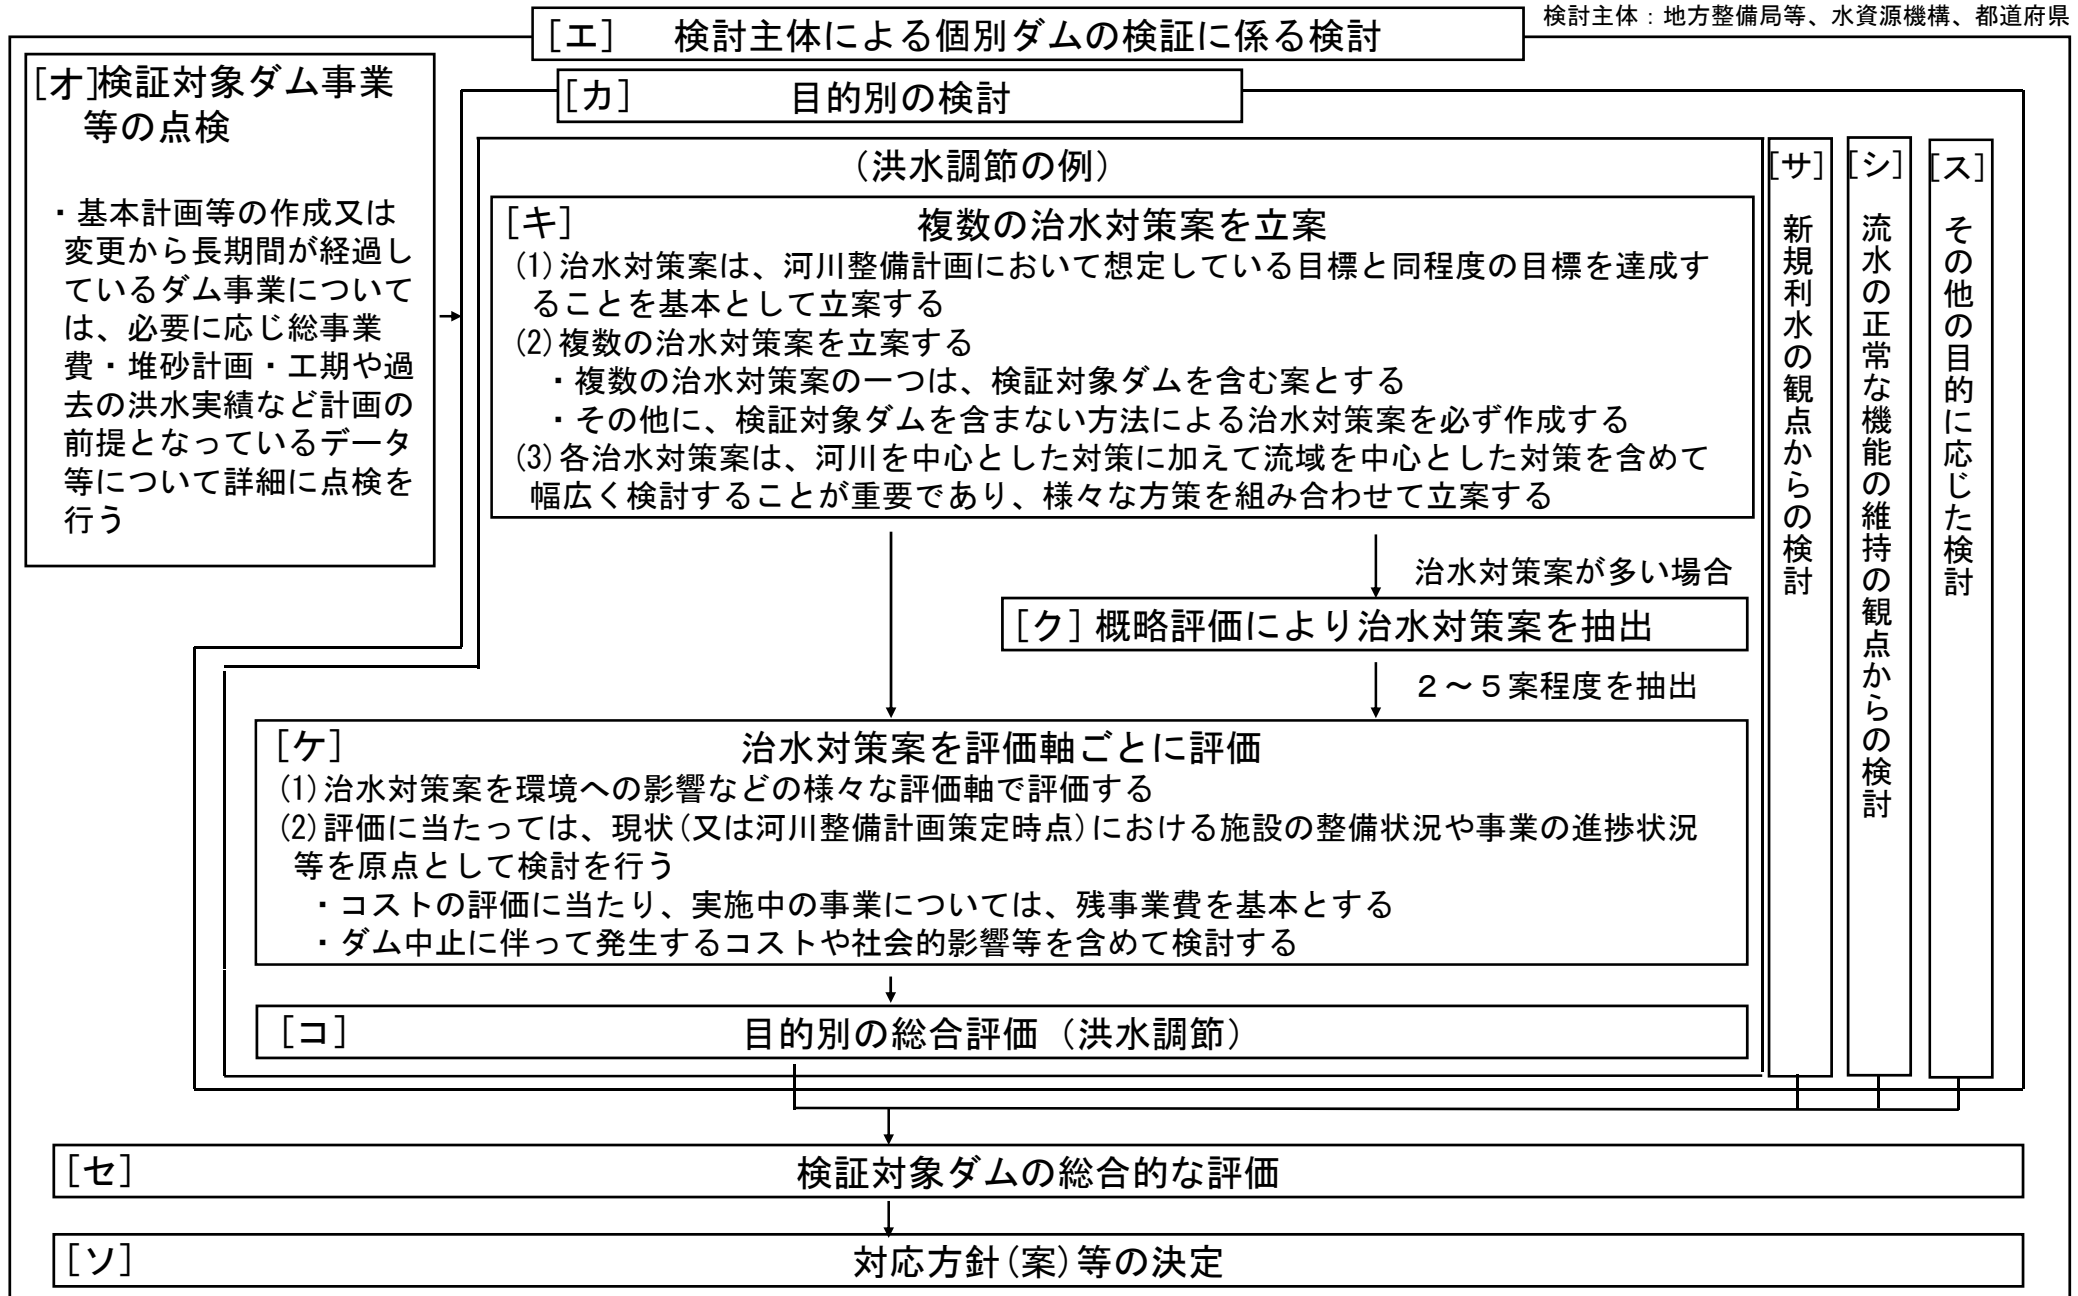 検討主体：地方整備局等、水資源機構、都道府県
[エ] 検討主体による個別ダムの検証に係る検討
[オ]検証対象ダム事業
等の点検
・基本計画等の作成又は
変更から長期間が経過し
ているダム事業について
は、必要に応じ総事業
費・堆砂計画・工期や過
去の洪水実績など計画の
前提となっているデータ
等について詳細に点検を
行う
[カ] 目的別の検討
(洪水調節の例)
[キ] 複数の治水対策案を立案
(1)治水対策案は、河川整備計画において想定している目標と同程度の目標を達成す
ることを基本として立案する
(2)複数の治水対策案を立案する
・複数の治水対策案の一つは、検証対象ダムを含む案とする
・その他に、検証対象ダムを含まない方法による治水対策案を必ず作成する
(3)各治水対策案は、河川を中心とした対策に加えて流域を中心とした対策を含めて
幅広く検討することが重要であり、様々な方策を組み合わせて立案する
治水対策案が多い場合
[ク] 概略評価により治水対策案を抽出
２～５案程度を抽出
[ケ] 治水対策案を評価軸ごとに評価
(1)治水対策案を環境への影響などの様々な評価軸で評価する
(2)評価に当たっては、現状(又は河川整備計画策定時点)における施設の整備状況や事業の進捗状況
等を原点として検討を行う
・コストの評価に当たり、実施中の事業については、残事業費を基本とする
・ダム中止に伴って発生するコストや社会的影響等を含めて検討する
[コ] 目的別の総合評価（洪水調節）
[サ] 新規利水の観点からの検討
[シ] 流水の正常な機能の維持の観点からの検討
[ス] その他の目的に応じた検討
[セ] 検証対象ダムの総合的な評価
[ソ] 対応方針(案)等の決定